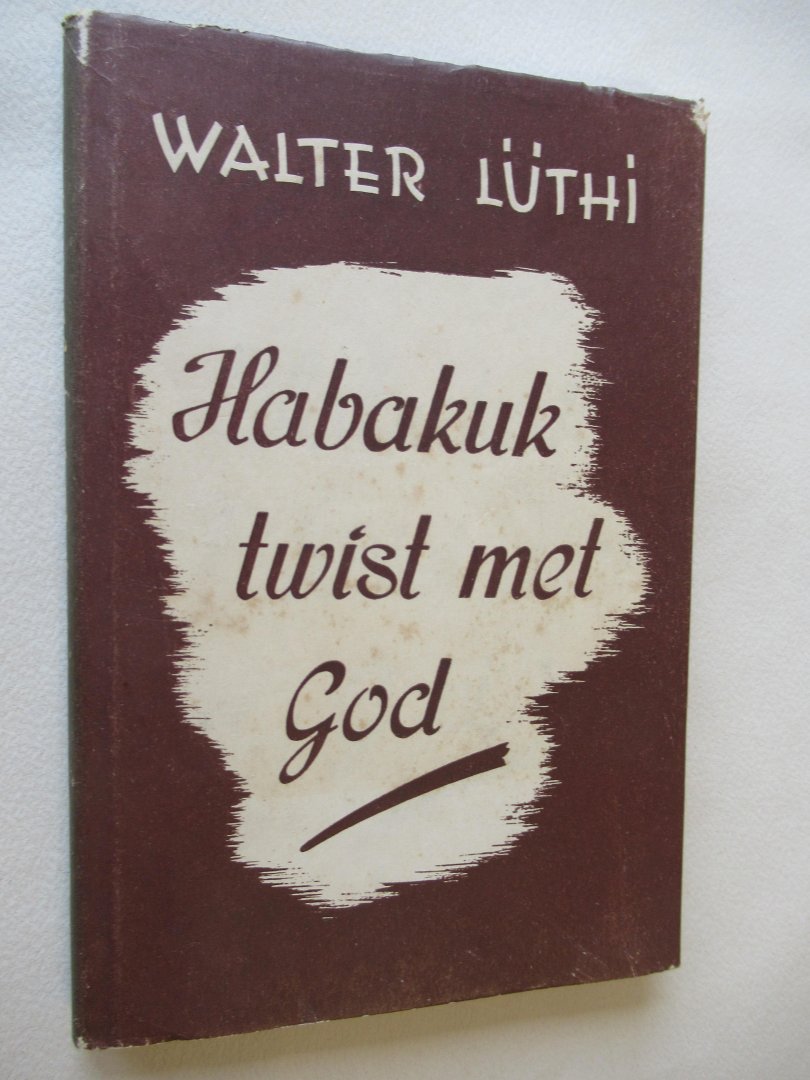 WALTER LÜTHI
Habakuk
twist met
God